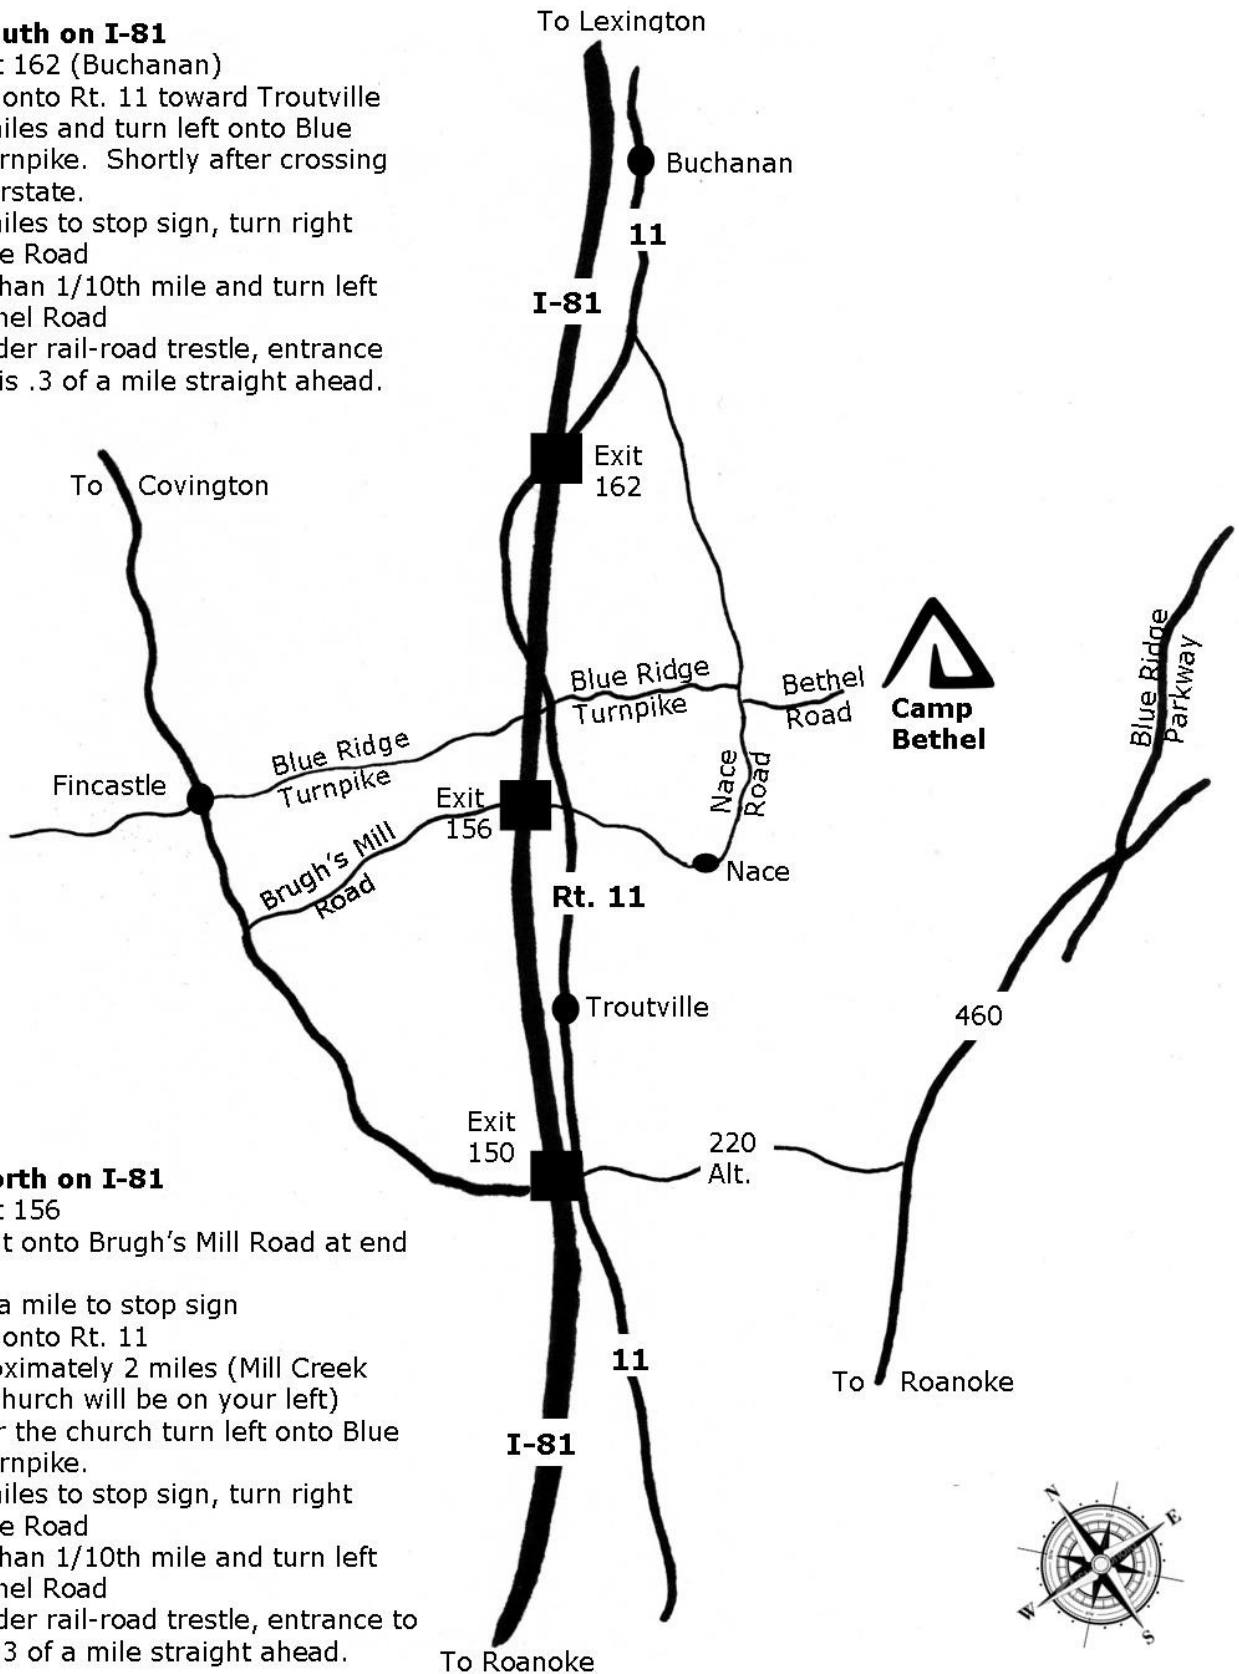 To Lexington
uth on I-81
t 162 (Buchanan)
onto Rt. 11 toward Troutville
niles and turn left onto Blue
urnpike. Shortly after crossing
erstate.
niles to stop sign, turn right
e Road
han 1/10th mile and turn left
hel Road
der rail-road trestle, entrance
is .3 of a mile straight ahead.
Buchanan
11
I-81
Exit
162
To Covington
Blue Ridge
Parkway
Blue Ridge
Turnpike
Bethel
Road
Camp
Bethel
Blue Ridge
Turnpike
Fincastle
Nace
Road
Exit
156
Brugh's Mill
Road
Nace
Rt. 11
Troutville
460
Exit
150
220
Alt.
orth on I-81
t 156
t onto Brugh's Mill Road at end
a mile to stop sign
onto Rt. 11
oximately 2 miles (Mill Creek
hurch will be on your left)
r the church turn left onto Blue
urnpike.
niles to stop sign, turn right
e Road
han 1/10th mile and turn left
hel Road
der rail-road trestle, entrance to
3 of a mile straight ahead.
11
To Roanoke
I-81
N
E
W
S
To Roanoke